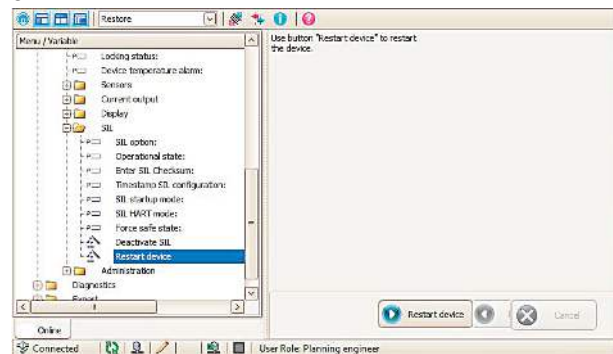 Restore
Menu / Variable
Locking status:
Device temperature alarm:
Sensors
Current output
Display
SIL
SIL option:
Operational state:
Enter SIL Checksum:
Timestamp SIL configuration:
SIL startup mode:
SIL HART mode:
Force safe state:
Deactivate SIL
Restart device
Administration
Diagnostics
Expert
Online
Use button "Restart device" to restart
the device.
Restart device
Cancel
Connected
User Role: Planning engineer